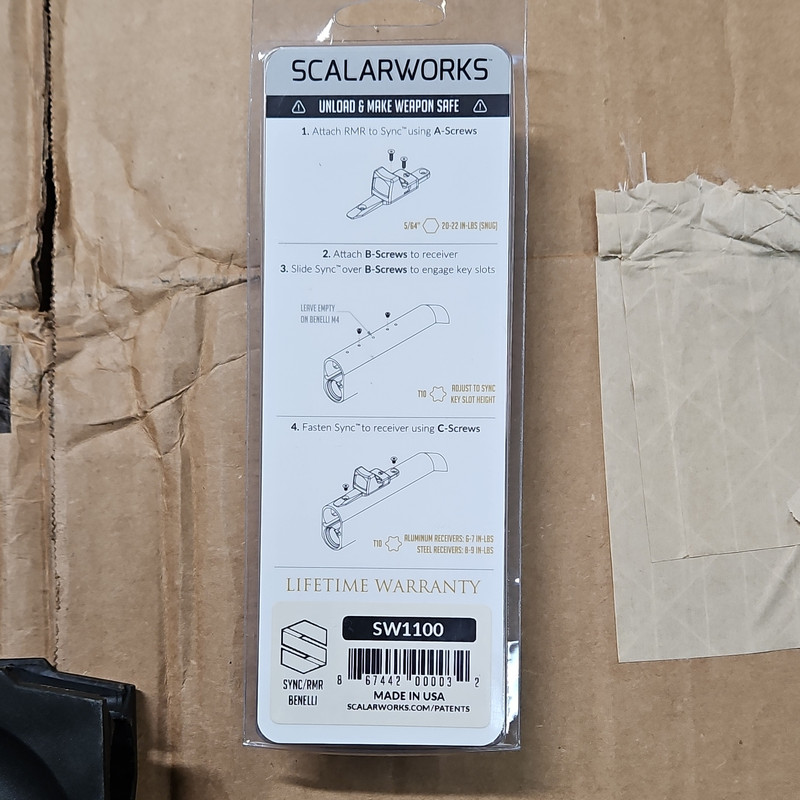 SCALARWORKS™
UNLOAD & MAKE WEAPON SAFE
1. Attach RMR to Sync™ using A-Screws
5/64" 20-22 IN-LBS (SNUG)
2. Attach B-Screws to receiver
3. Slide Sync™ over B-Screws to engage key slots
LEAVE EMPTY
ON BENELLI M4
T10 ADJUST TO SYNC
KEY SLOT HEIGHT
4. Fasten Sync™ to receiver using C-Screws
T10 ALUMINUM RECEIVERS: 6-7 IN-LBS
STEEL RECEIVERS: 8-9 IN-LBS
LIFETIME WARRANTY
SW1100
8 67442 00003 2
SYNC/RMR
BENELLI
MADE IN USA
SCALARWORKS.COM/PATENTS